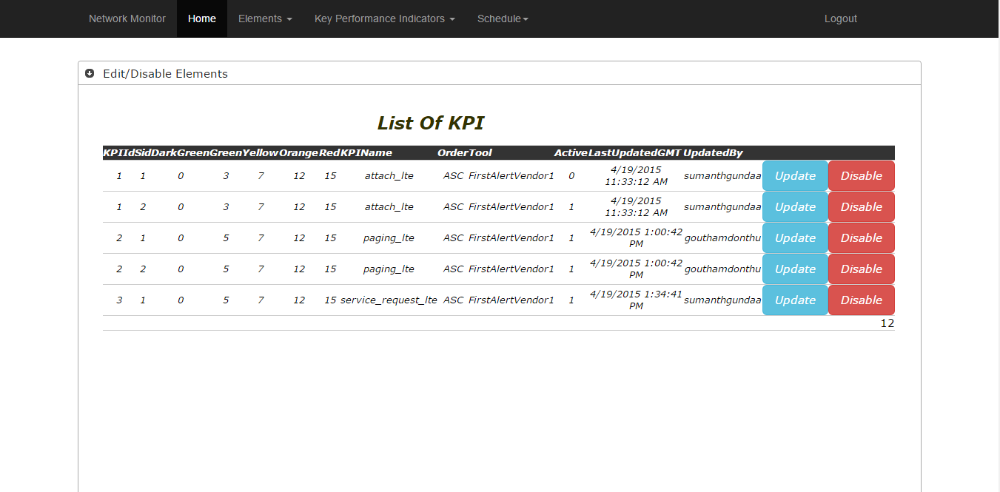 Network Monitor Home Elements Key Performance Indicators Schedule Logout
Edit/Disable Elements
List Of KPI
KPIId Sid DarkGreen Green Yellow Orange Red KPIName Order Tool Active LastUpdatedGMT UpdatedBy
1 1 0 3 7 12 15 attach_lte ASC FirstAlertVendor1 0 4/19/2015 11:33:12 AM sumanthgundaa Update Disable
1 2 0 3 7 12 15 attach_lte ASC FirstAlertVendor1 1 4/19/2015 11:33:12 AM sumanthgundaa Update Disable
2 1 0 5 7 12 15 paging_lte ASC FirstAlertVendor1 1 4/19/2015 1:00:42 PM gouthamdonthu Update Disable
2 2 0 5 7 12 15 paging_lte ASC FirstAlertVendor1 1 4/19/2015 1:00:42 PM gouthamdonthu Update Disable
3 1 0 5 7 12 15 service_request_lte ASC FirstAlertVendor1 1 4/19/2015 1:34:41 PM sumanthgundaa Update Disable
12